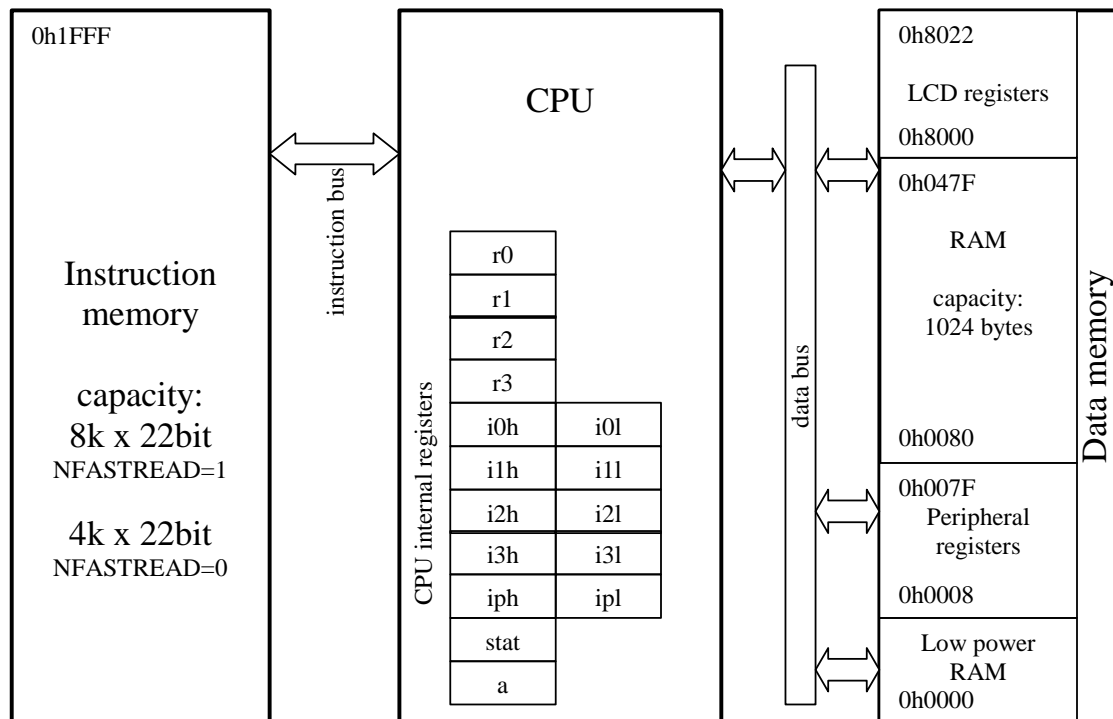 0h1FFF
Instruction
memory
capacity:
8k x 22bit
NFASTREAD=1
4k x 22bit
NFASTREAD=0
instruction bus
CPU
CPU internal registers
r0
r1
r2
r3
i0h i0l
i1h i1l
i2h i2l
i3h i3l
iph ipl
stat
a
data bus
0h8022
LCD registers
0h8000
0h047F
RAM
capacity:
1024 bytes
0h0080
0h007F
Peripheral
registers
0h0008
Low power
RAM
0h0000
Data memory